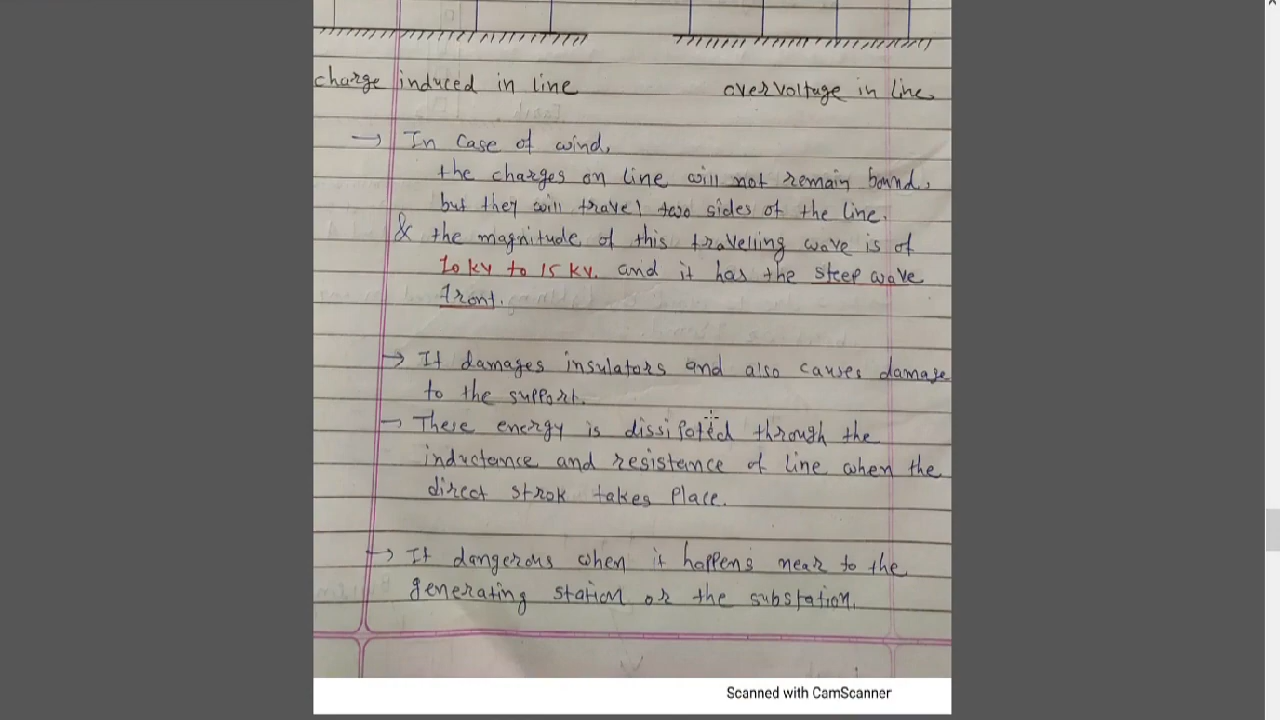 charge induced in line overvoltage in line.
→ In case of wind,
the charges on line will not remain bound,
but they will travel two sides of the line.
& the magnitude of this travelling wave is of
10 kV to 15 kV. and it has the steep wave
front.
→ It damages insulators and also causes damage
to the support.
→ These energy is dissipated through the
inductance and resistance of line when the
direct strok takes place.
→ It dangerous when it happens near to the
generating station or the substation.
Scanned with CamScanner